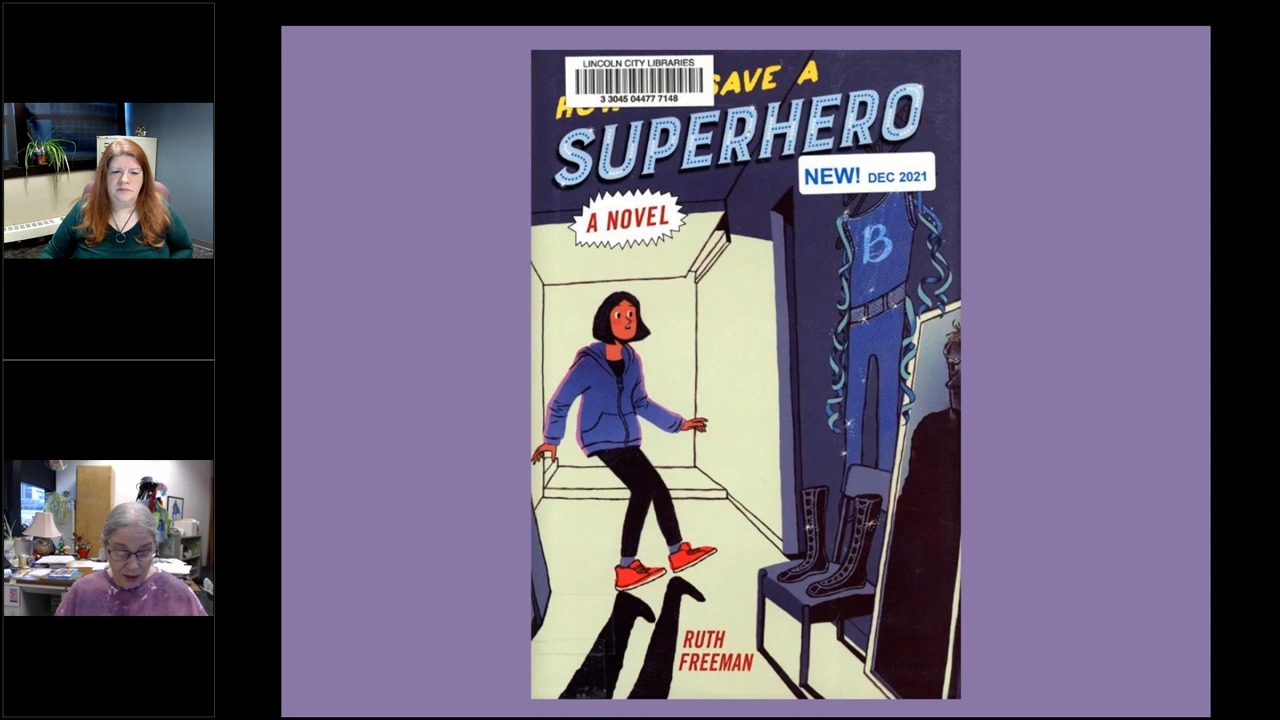 LINCOLN CITY LIBRARIES
3 3045 04477 7148
SAVE A
SUPERHERO
NEW! DEC 2021
A NOVEL
B
RUTH
FREEMAN